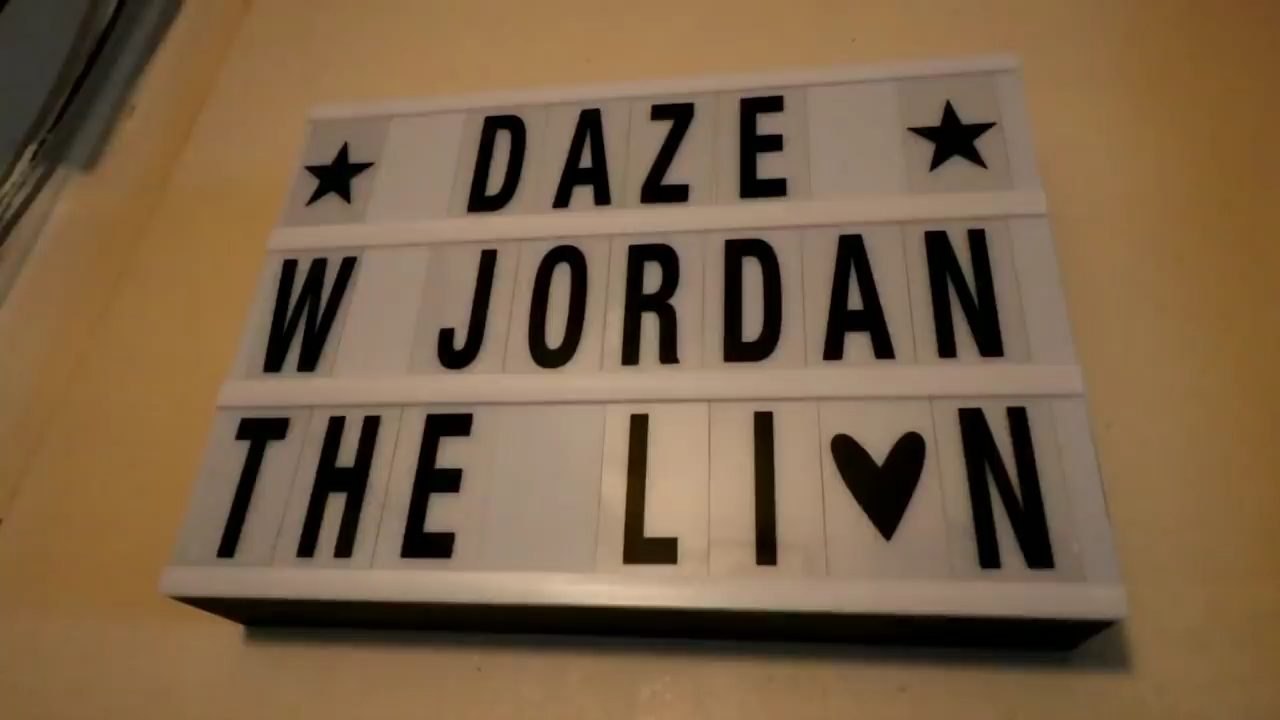 ★ DAZE ★
W JORDAN
THE LI♥N